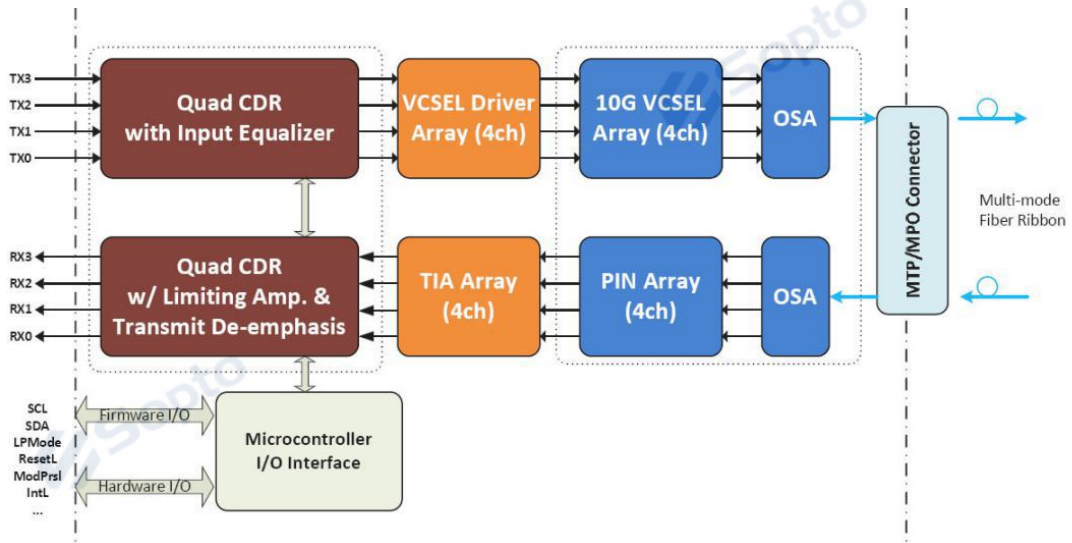 Sopto
TX3
TX2
TX1
TX0
Quad CDR
with Input Equalizer
VCSEL Driver
Array (4ch)
10G VCSEL
Array (4ch)
OSA
MTP/MPO Connector
Multi-mode
Fiber Ribbon
RX3
RX2
RX1
RX0
Quad CDR
w/ Limiting Amp. &
Transmit De-emphasis
TIA Array
(4ch)
PIN Array
(4ch)
OSA
Sopto
SCL
SDA
LPMode
ResetL
ModPrsl
IntL
...
Firmware I/O
Hardware I/O
Microcontroller
I/O Interface